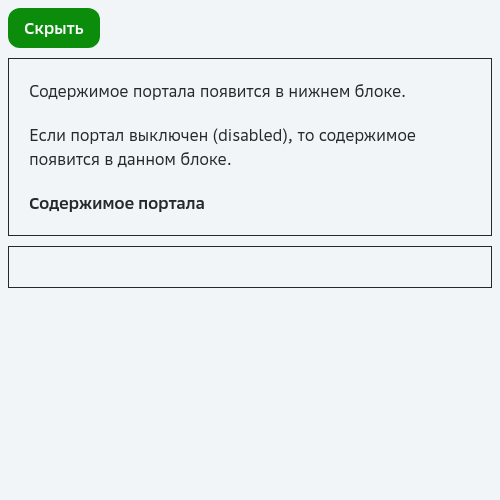 Скрыть
Содержимое портала появится в нижнем блоке.
Если портал выключен (disabled), то содержимое
появится в данном блоке.
Содержимое портала